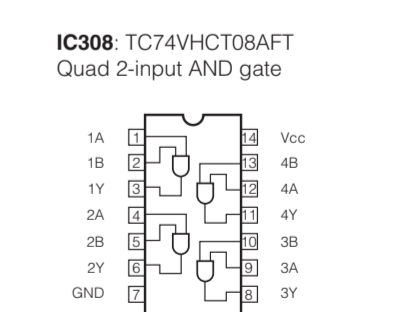 IC308: TC74VHCT08AFT
Quad 2-input AND gate
1A 1 14 Vcc
1B 2 13 4B
1Y 3 12 4A
2A 4 11 4Y
2B 5 10 3B
2Y 6 9 3A
GND 7 8 3Y